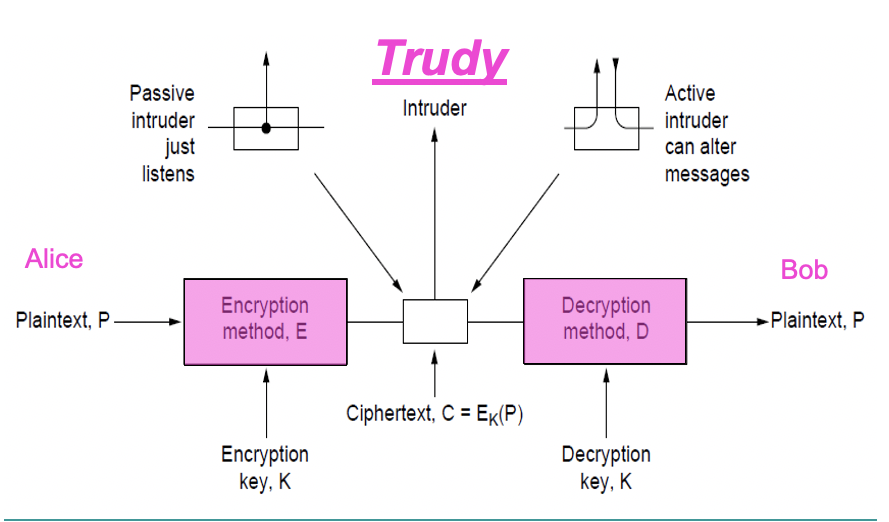 Trudy
Intruder
Passive
intruder
just
listens
Active
intruder
can alter
messages
Alice
Bob
Plaintext, P
Encryption
method, E
Decryption
method, D
Plaintext, P
Ciphertext, C = EK(P)
Encryption
key, K
Decryption
key, K